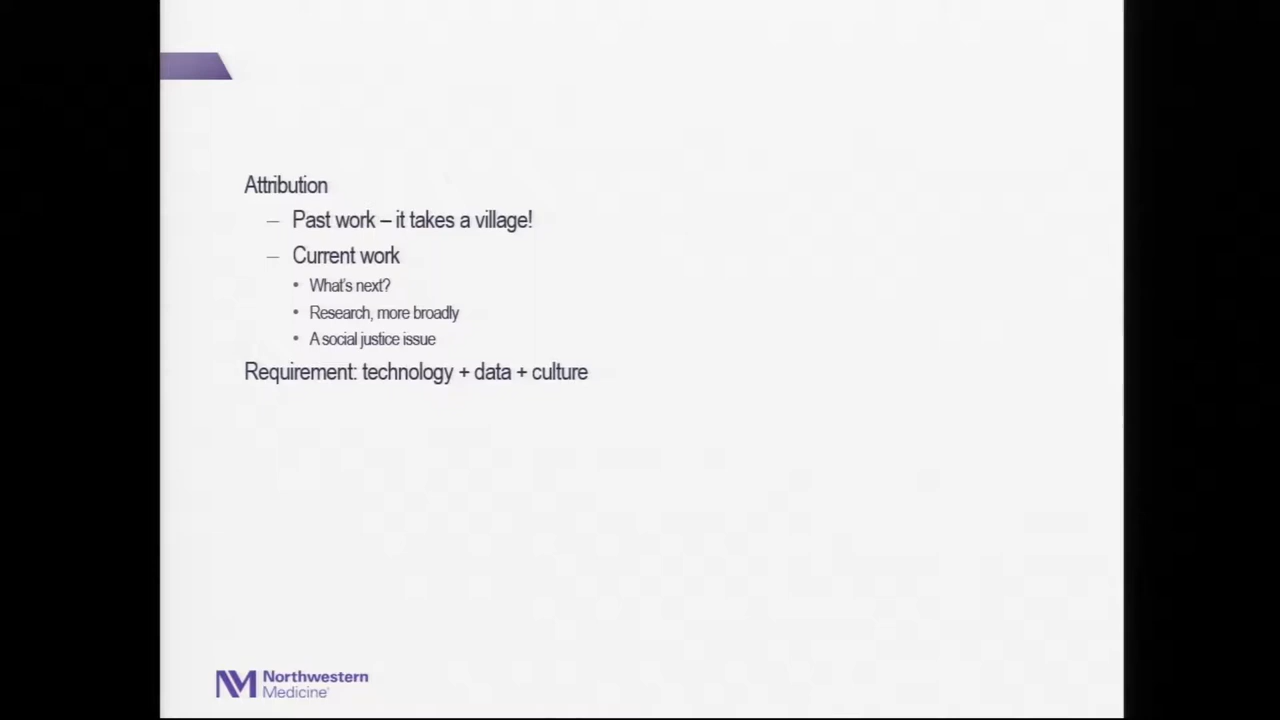 Attribution
– Past work – it takes a village!
– Current work
• What's next?
• Research, more broadly
• A social justice issue
Requirement: technology + data + culture
NM Northwestern
Medicine